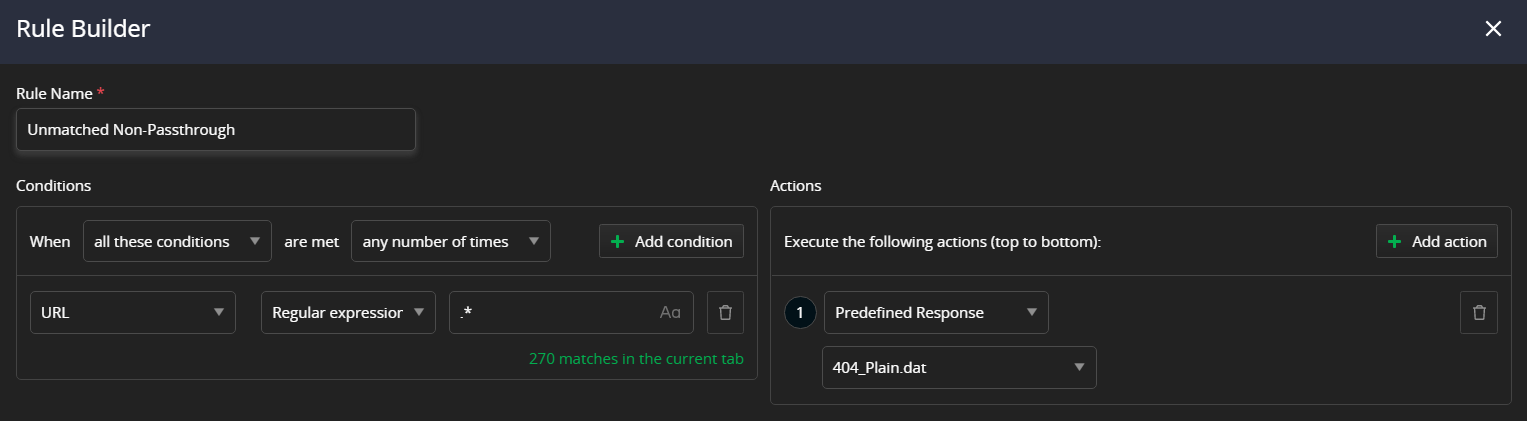 Rule Builder
Rule Name *
Unmatched Non-Passthrough
Conditions
When all these conditions are met any number of times + Add condition
URL Regular expression .* Aa
270 matches in the current tab
Actions
Execute the following actions (top to bottom): + Add action
1 Predefined Response
404_Plain.dat